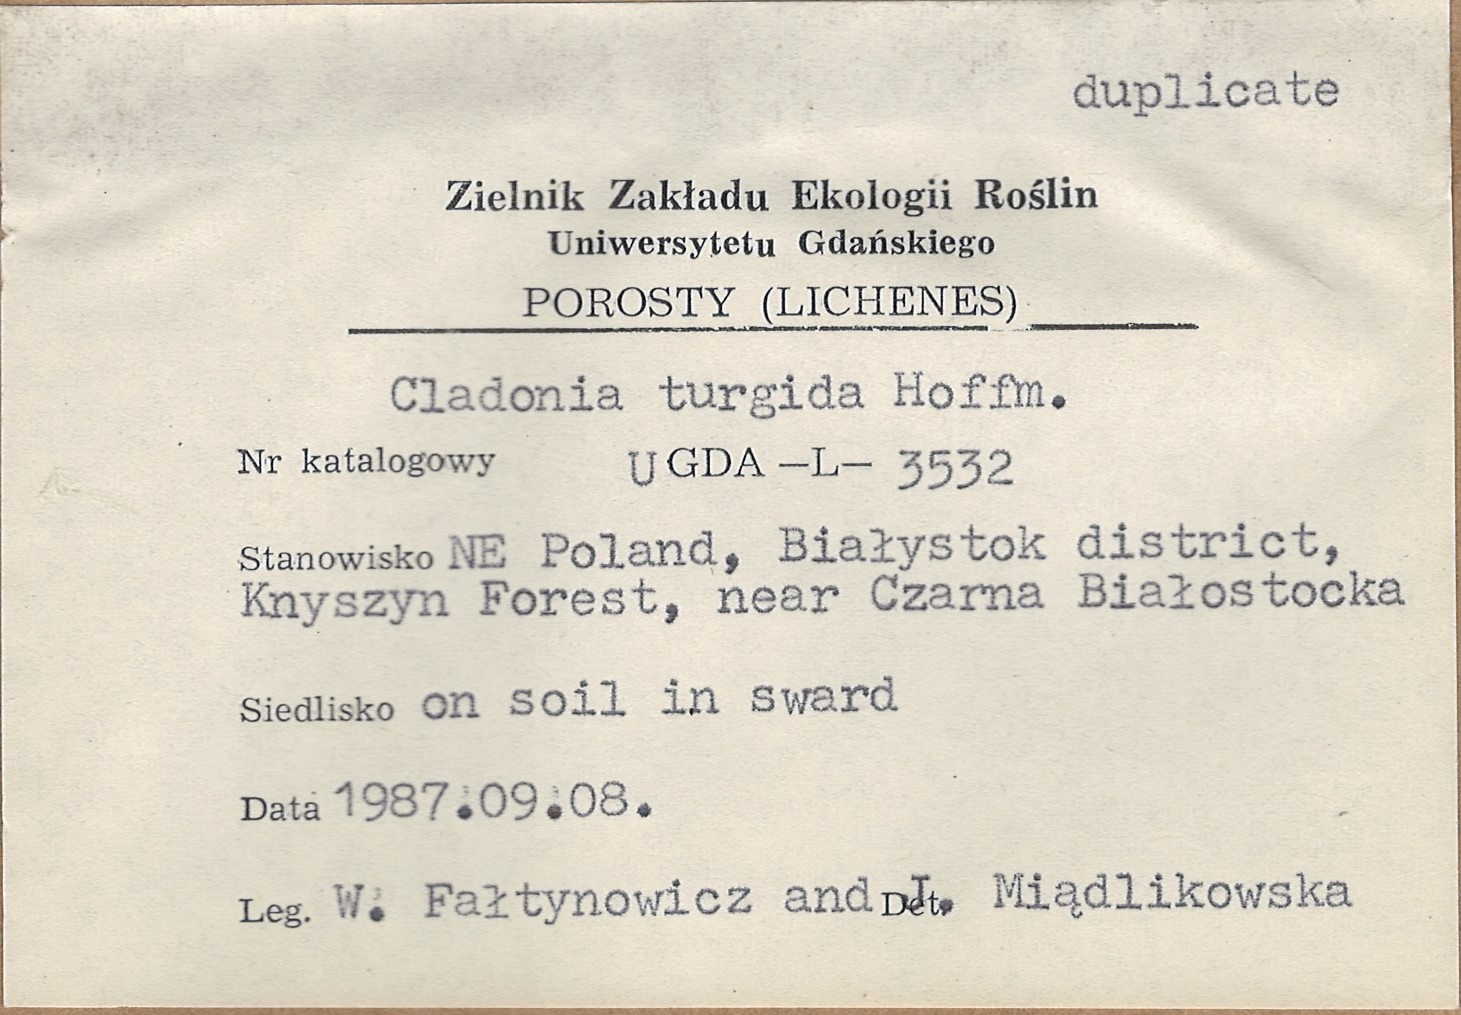 duplicate
Zielnik Zakładu Ekologii Roślin
Uniwersytetu Gdańskiego
POROSTY (LICHENES)
Cladonia turgida Hoffm.
Nr katalogowy UGDA —L— 3532
Stanowisko NE Poland, Białystok district,
Knyszyn Forest, near Czarna Białostocka
Siedlisko on soil in sward
Data 1987.09.08.
Leg. W. Fałtynowicz and Det. J. Miądlikowska